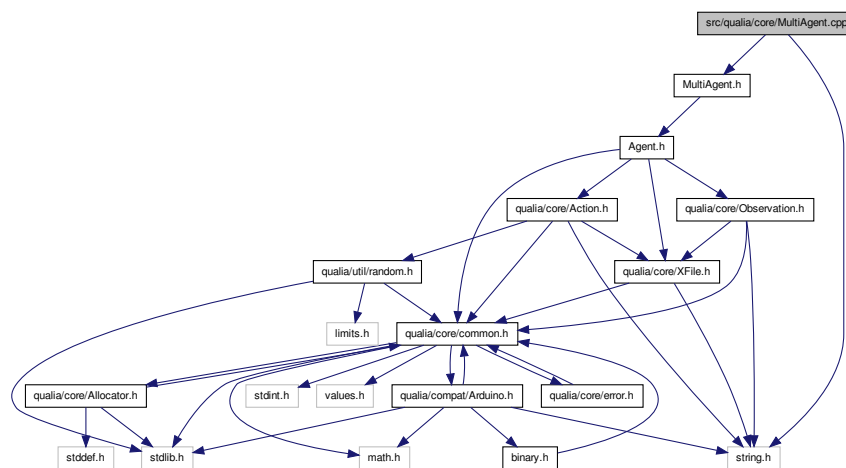 src/qualia/core/MultiAgent.cpp
MultiAgent.h
Agent.h
qualia/core/Action.h
qualia/core/Observation.h
qualia/util/random.h
qualia/core/XFile.h
limits.h
qualia/core/common.h
qualia/core/Allocator.h
stdint.h
values.h
qualia/compat/Arduino.h
qualia/core/error.h
stddef.h
stdlib.h
math.h
binary.h
string.h